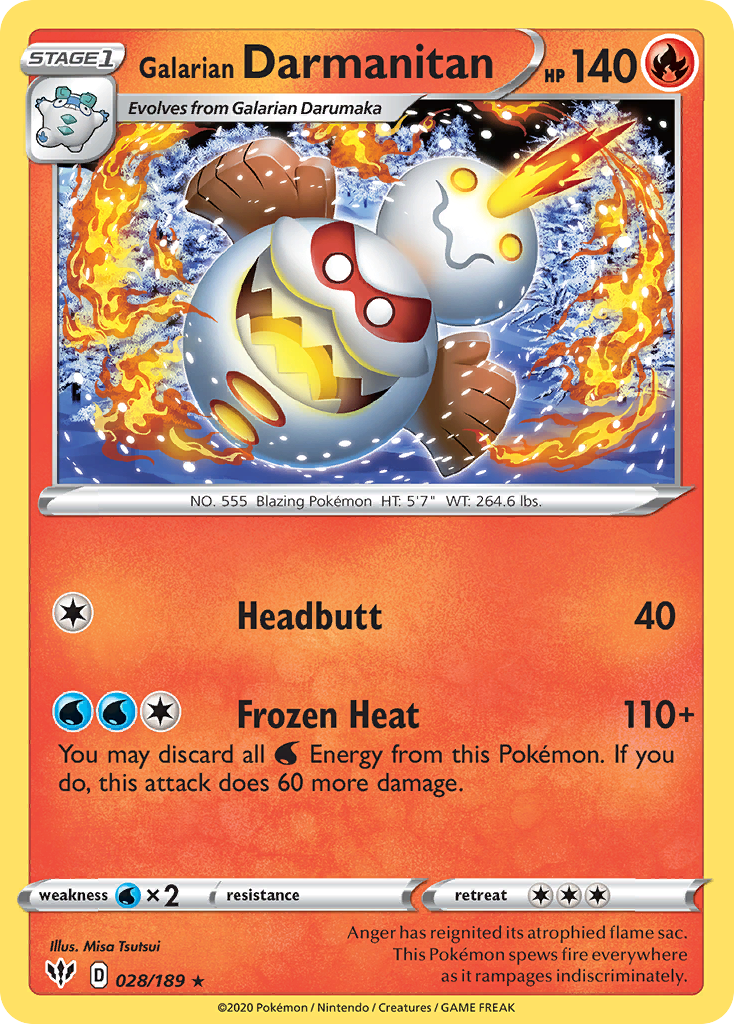 STAGE 1
Galarian Darmanitan
HP 140
Evolves from Galarian Darumaka
NO. 555 Blazing Pokémon HT: 5'7" WT: 264.6 lbs.
Headbutt 40
Frozen Heat 110+
You may discard all Energy from this Pokémon. If you
do, this attack does 60 more damage.
weakness ×2 resistance retreat
Illus. Misa Tsutsui
Anger has reignited its atrophied flame sac.
This Pokémon spews fire everywhere
as it rampages indiscriminately.
D 028/189 ★
©2020 Pokémon / Nintendo / Creatures / GAME FREAK